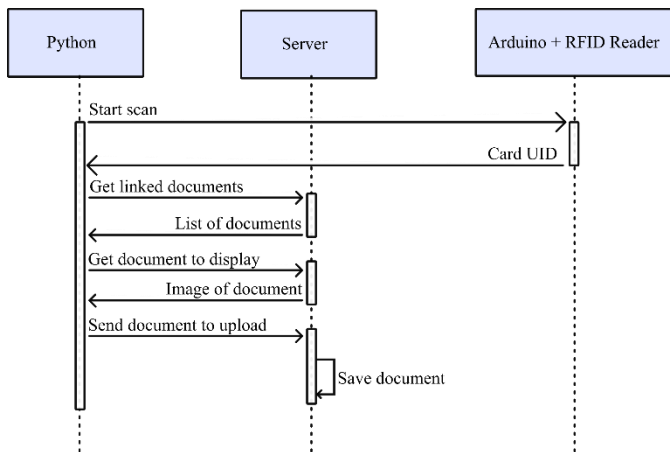 Python
Server
Arduino + RFID Reader
Start scan
Card UID
Get linked documents
List of documents
Get document to display
Image of document
Send document to upload
Save document